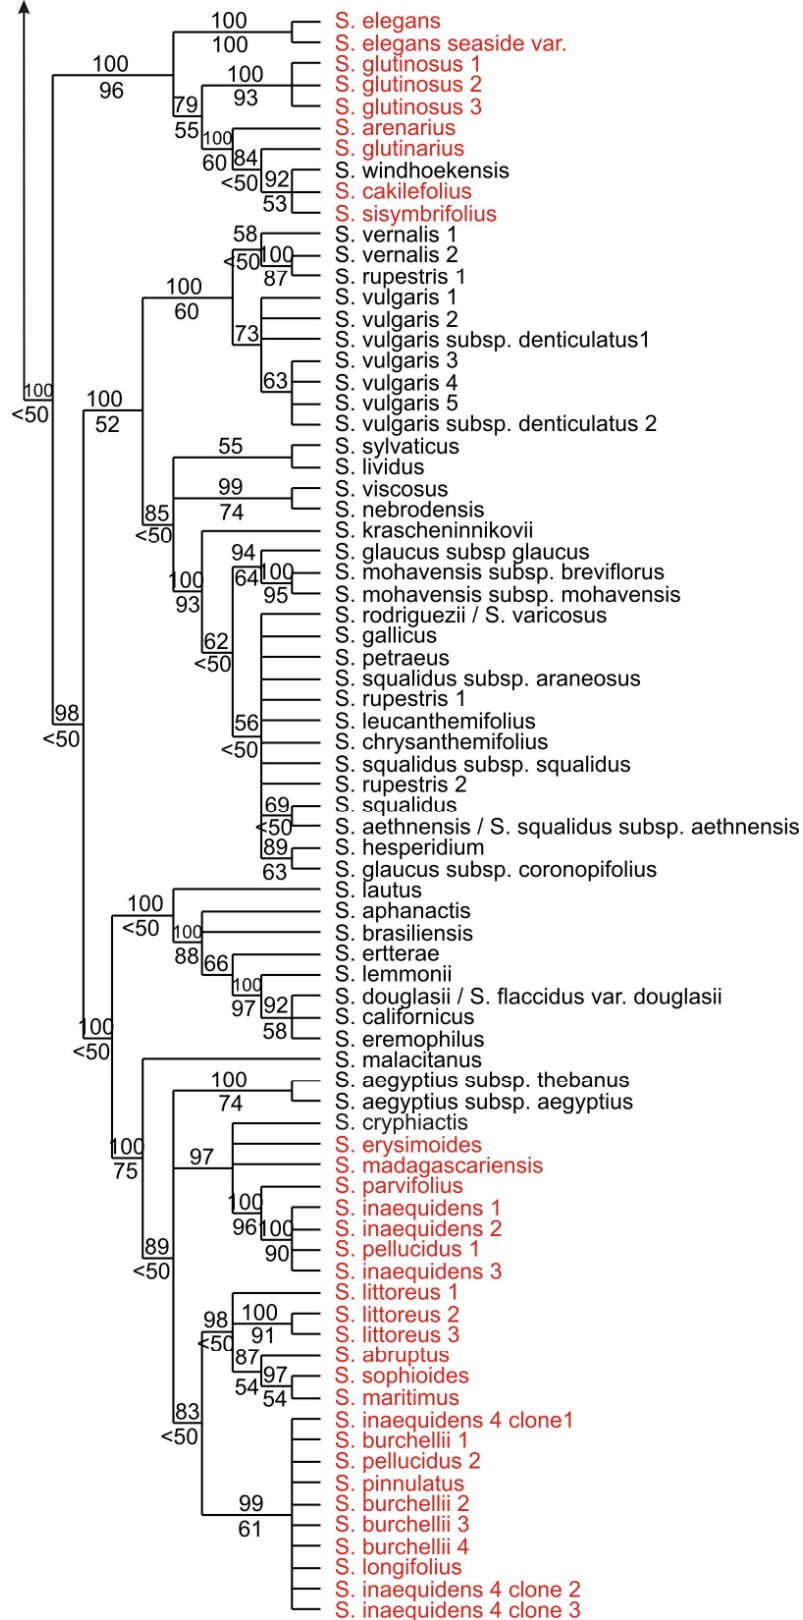 100
S. elegans
100
S. elegans seaside var.
100
S. glutinosus 1
96
100
S. glutinosus 2
93
79
S. glutinosus 3
55
100
S. arenarius
60
84
S. glutinarius
<50
92
S. windhoekensis
S. cakilefolius
53
S. sisymbrifolius
58
S. vernalis 1
<50
100
S. vernalis 2
87
S. rupestris 1
100
S. vulgaris 1
60
S. vulgaris 2
73
S. vulgaris subsp. denticulatus1
S. vulgaris 3
63
S. vulgaris 4
100
<50
100
52
S. vulgaris 5
S. vulgaris subsp. denticulatus 2
55
S. sylvaticus
S. lividus
99
S. viscosus
74
S. nebrodensis
85
<50
S. krascheninnikovii
94
S. glaucus subsp glaucus
64
100
S. mohavensis subsp. breviflorus
100
93
95
S. mohavensis subsp. mohavensis
S. rodriguezii / S. varicosus
62
<50
S. gallicus
S. petraeus
S. squalidus subsp. araneosus
S. rupestris 1
98
<50
56
<50
S. leucanthemifolius
S. chrysanthemifolius
S. squalidus subsp. squalidus
S. rupestris 2
69
S. squalidus
<50
S. aethnensis / S. squalidus subsp. aethnensis
89
S. hesperidium
63
S. glaucus subsp. coronopifolius
100
<50
S. lautus
S. aphanactis
100
88
S. brasiliensis
66
S. ertterae
100
97
S. lemmonii
92
S. douglasii / S. flaccidus var. douglasii
S. californicus
58
S. eremophilus
100
<50
S. malacitanus
100
S. aegyptius subsp. thebanus
74
S. aegyptius subsp. aegyptius
S. cryphiactis
100
75
97
S. erysimoides
S. madagascariensis
S. parvifolius
100
96
S. inaequidens 1
100
S. inaequidens 2
90
S. pellucidus 1
89
<50
S. inaequidens 3
S. littoreus 1
98
<50
100
S. littoreus 2
91
S. littoreus 3
87
54
S. abruptus
97
S. sophioides
54
S. maritimus
83
<50
S. inaequidens 4 clone1
S. burchellii 1
S. pellucidus 2
S. pinnulatus
99
S. burchellii 2
61
S. burchellii 3
S. burchellii 4
S. longifolius
S. inaequidens 4 clone 2
S. inaequidens 4 clone 3